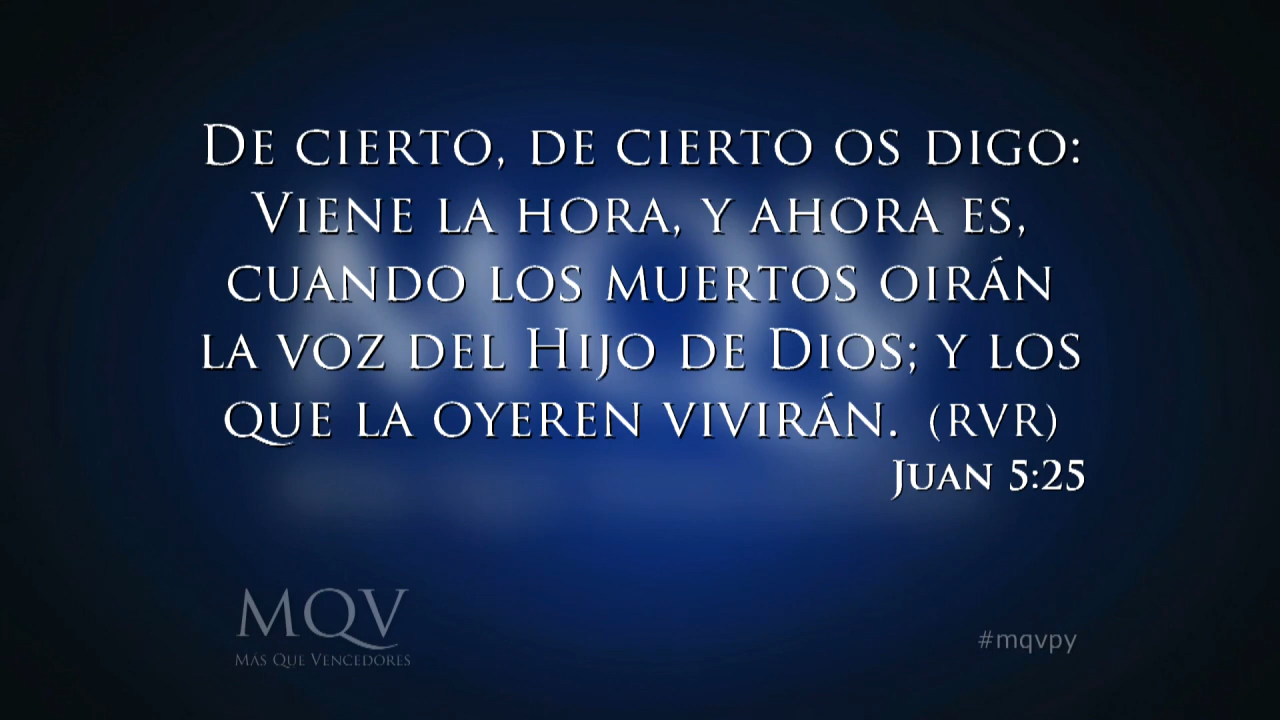 De cierto, de cierto os digo:
Viene la hora, y ahora es,
cuando los muertos oirán
la voz del Hijo de Dios; y los
que la oyeren vivirán. (RVR)
Juan 5:25
MQV
Más Que Vencedores
#mqvpy